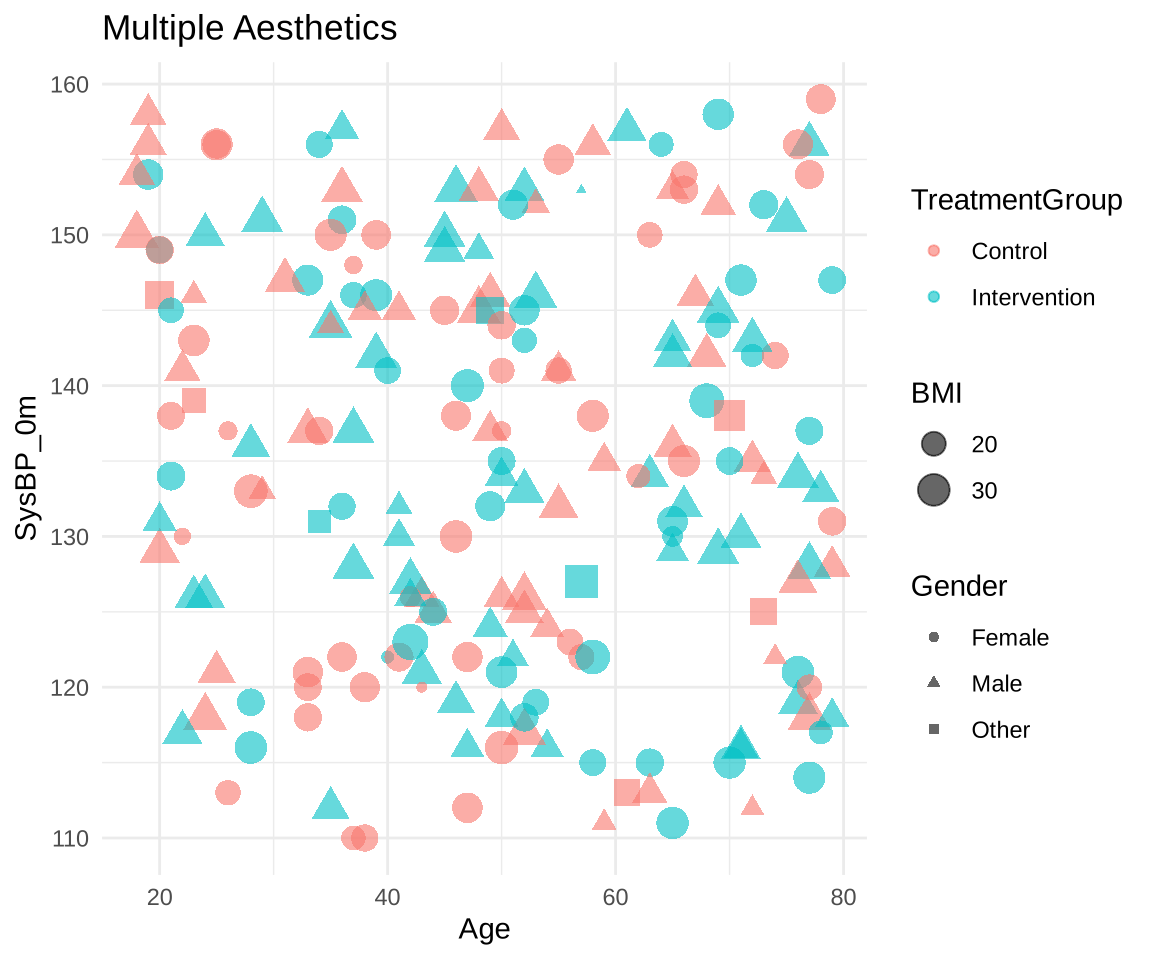 Multiple Aesthetics
160
150
140
130
120
110
SysBP_0m
20
40
60
80
Age
TreatmentGroup
Control
Intervention
BMI
20
30
Gender
Female
Male
Other